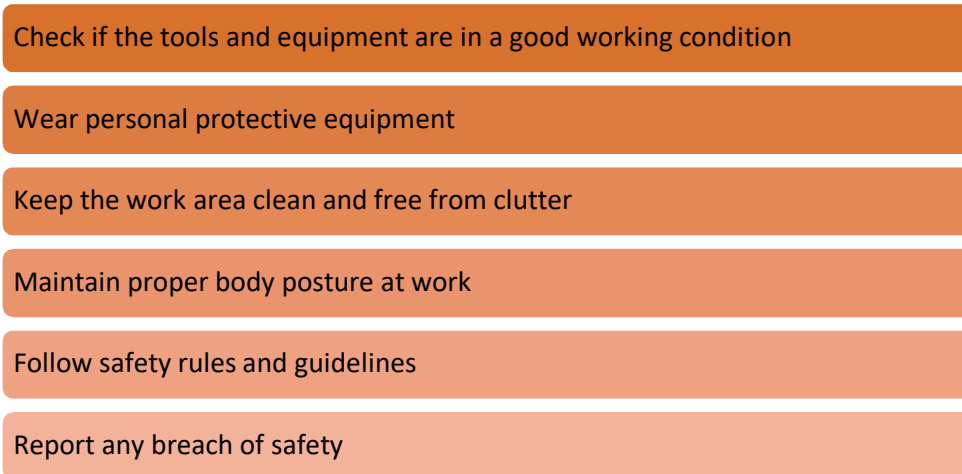 Check if the tools and equipment are in a good working condition
Wear personal protective equipment
Keep the work area clean and free from clutter
Maintain proper body posture at work
Follow safety rules and guidelines
Report any breach of safety